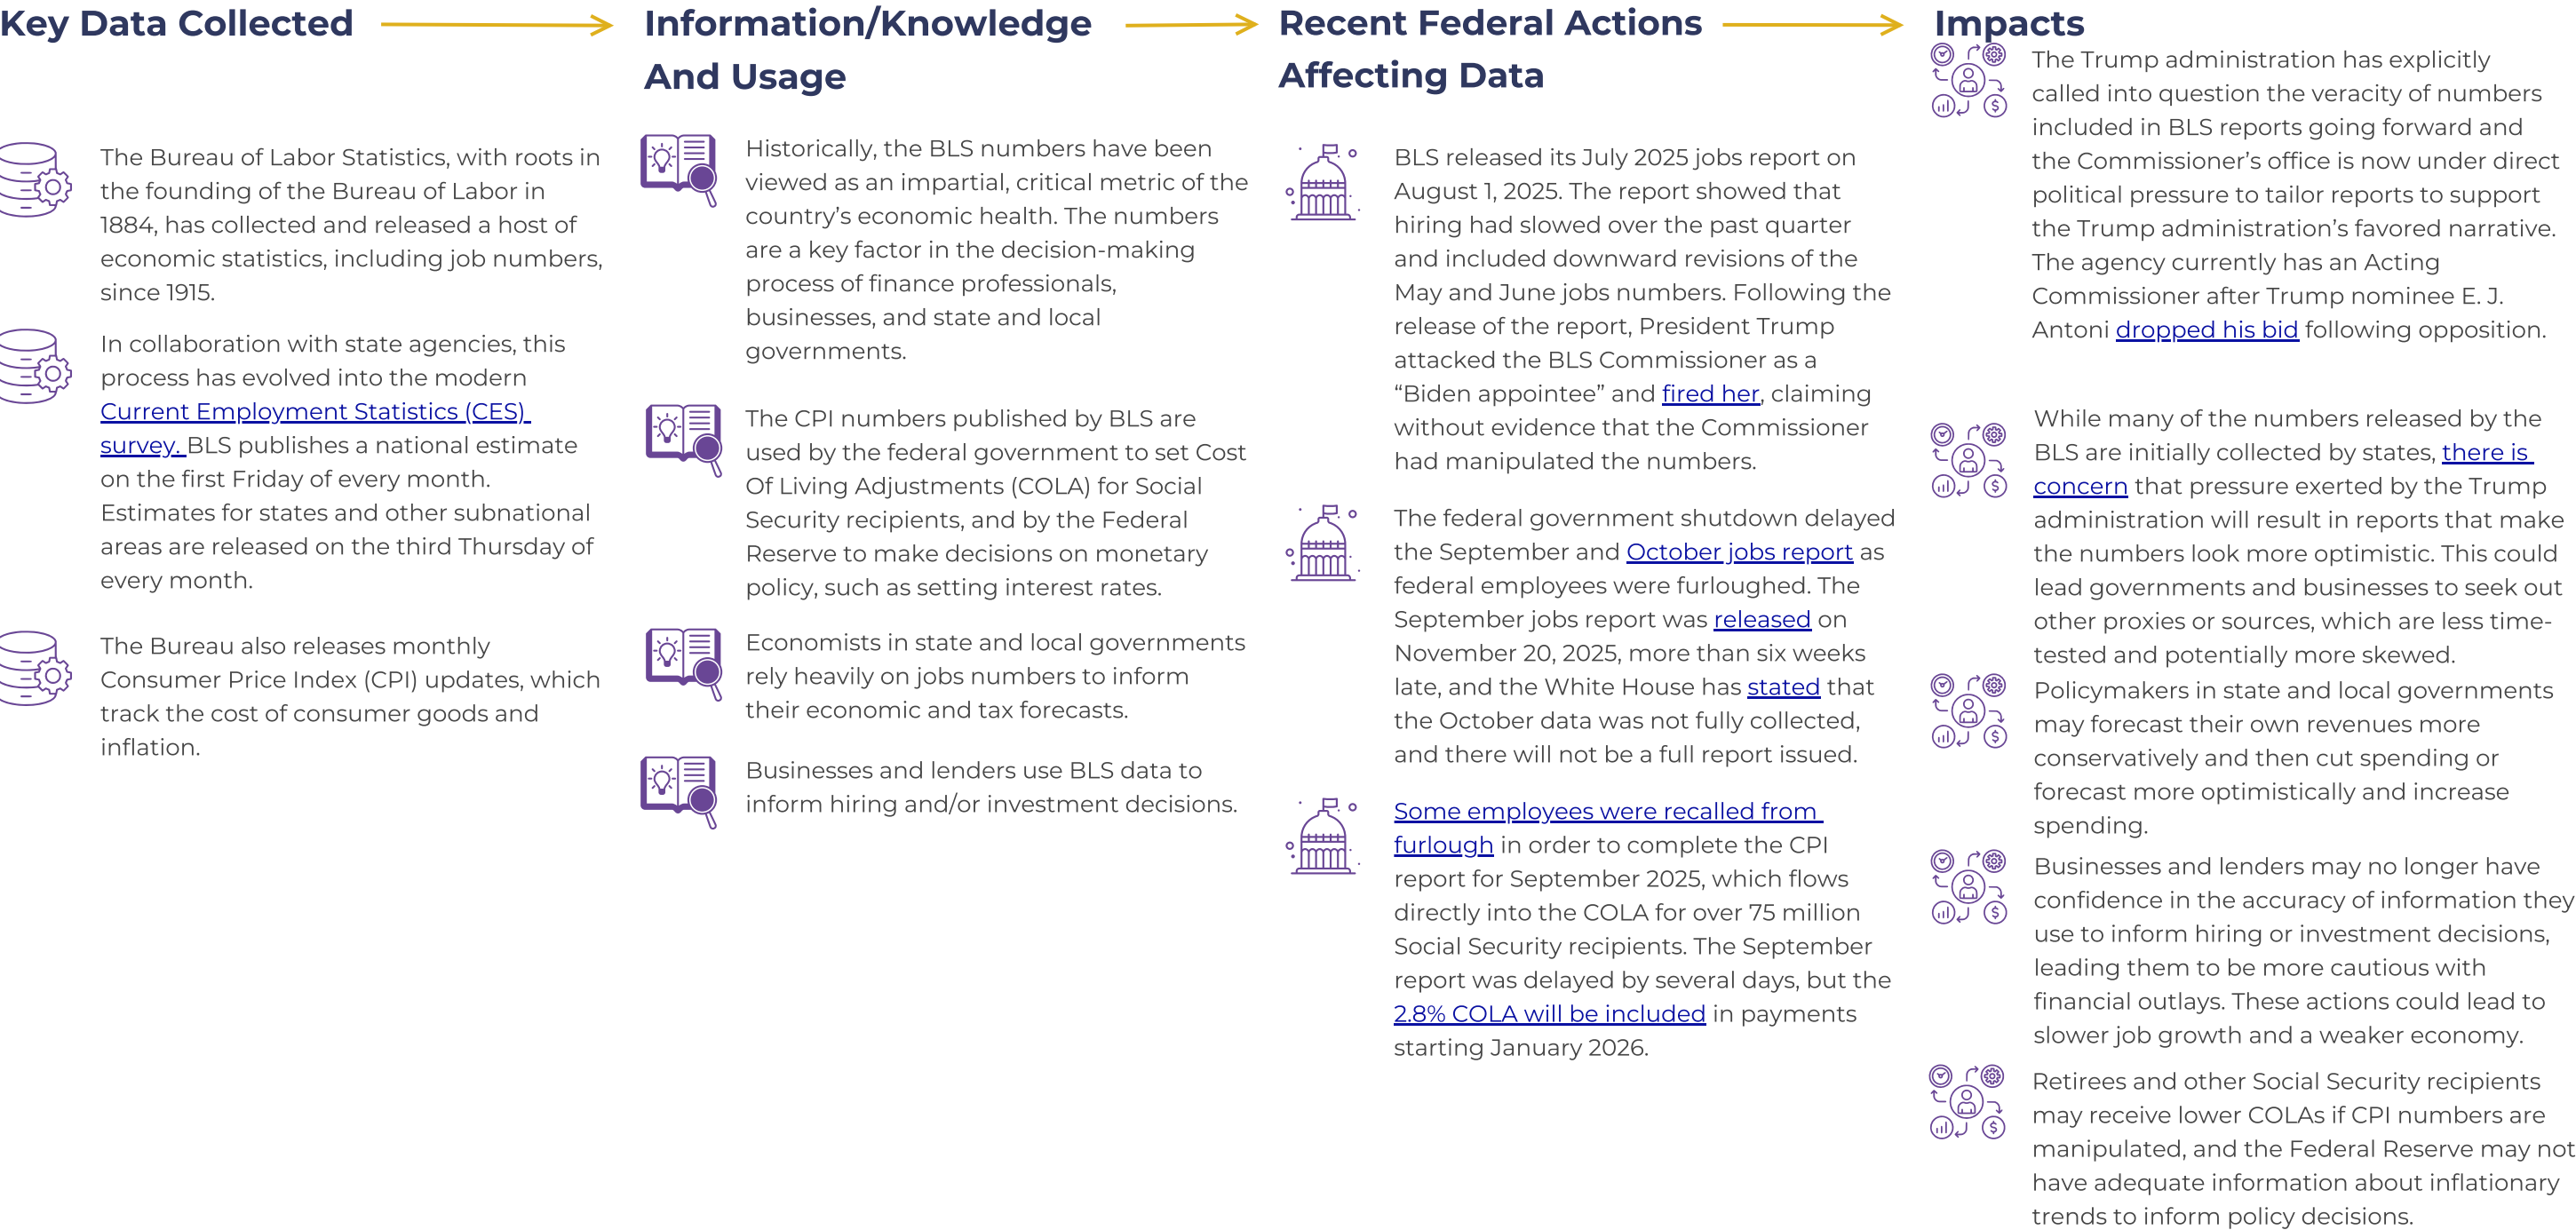 Key Data Collected
The Bureau of Labor Statistics, with roots in
the founding of the Bureau of Labor in
1884, has collected and released a host of
economic statistics, including job numbers,
since 1915.
In collaboration with state agencies, this
process has evolved into the modern
Current Employment Statistics (CES)
survey. BLS publishes a national estimate
on the first Friday of every month.
Estimates for states and other subnational
areas are released on the third Thursday of
every month.
The Bureau also releases monthly
Consumer Price Index (CPI) updates, which
track the cost of consumer goods and
inflation.
Information/Knowledge
And Usage
Historically, the BLS numbers have been
viewed as an impartial, critical metric of the
country’s economic health. The numbers
are a key factor in the decision-making
process of finance professionals,
businesses, and state and local
governments.
The CPI numbers published by BLS are
used by the federal government to set Cost
Of Living Adjustments (COLA) for Social
Security recipients, and by the Federal
Reserve to make decisions on monetary
policy, such as setting interest rates.
Economists in state and local governments
rely heavily on jobs numbers to inform
their economic and tax forecasts.
Businesses and lenders use BLS data to
inform hiring and/or investment decisions.
Recent Federal Actions
Affecting Data
BLS released its July 2025 jobs report on
August 1, 2025. The report showed that
hiring had slowed over the past quarter
and included downward revisions of the
May and June jobs numbers. Following the
release of the report, President Trump
attacked the BLS Commissioner as a
“Biden appointee” and fired her, claiming
without evidence that the Commissioner
had manipulated the numbers.
The federal government shutdown delayed
the September and October jobs report as
federal employees were furloughed. The
September jobs report was released on
November 20, 2025, more than six weeks
late, and the White House has stated that
the October data was not fully collected,
and there will not be a full report issued.
Some employees were recalled from
furlough in order to complete the CPI
report for September 2025, which flows
directly into the COLA for over 75 million
Social Security recipients. The September
report was delayed by several days, but the
2.8% COLA will be included in payments
starting January 2026.
Impacts
The Trump administration has explicitly
called into question the veracity of numbers
included in BLS reports going forward and
the Commissioner’s office is now under direct
political pressure to tailor reports to support
the Trump administration’s favored narrative.
The agency currently has an Acting
Commissioner after Trump nominee E. J.
Antoni dropped his bid following opposition.
While many of the numbers released by the
BLS are initially collected by states, there is
concern that pressure exerted by the Trump
administration will result in reports that make
the numbers look more optimistic. This could
lead governments and businesses to seek out
other proxies or sources, which are less time-
tested and potentially more skewed.
Policymakers in state and local governments
may forecast their own revenues more
conservatively and then cut spending or
forecast more optimistically and increase
spending.
Businesses and lenders may no longer have
confidence in the accuracy of information they
use to inform hiring or investment decisions,
leading them to be more cautious with
financial outlays. These actions could lead to
slower job growth and a weaker economy.
Retirees and other Social Security recipients
may receive lower COLAs if CPI numbers are
manipulated, and the Federal Reserve may not
have adequate information about inflationary
trends to inform policy decisions.